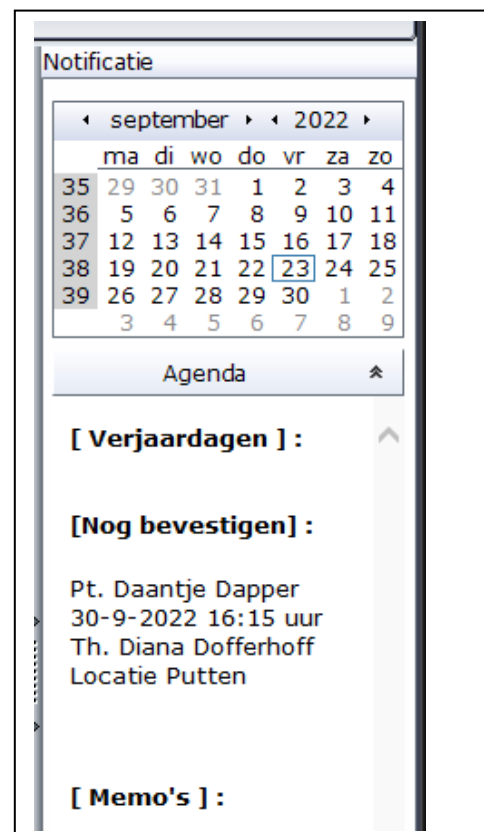 Notificatie
september 2022
ma di wo do vr za zo
35 29 30 31 1 2 3 4
36 5 6 7 8 9 10 11
37 12 13 14 15 16 17 18
38 19 20 21 22 23 24 25
39 26 27 28 29 30 1 2
3 4 5 6 7 8 9
Agenda
[ Verjaardagen ] :
[Nog bevestigen] :
Pt. Daantje Dapper
30-9-2022 16:15 uur
Th. Diana Dofferhoff
Locatie Putten
[ Memo's ] :